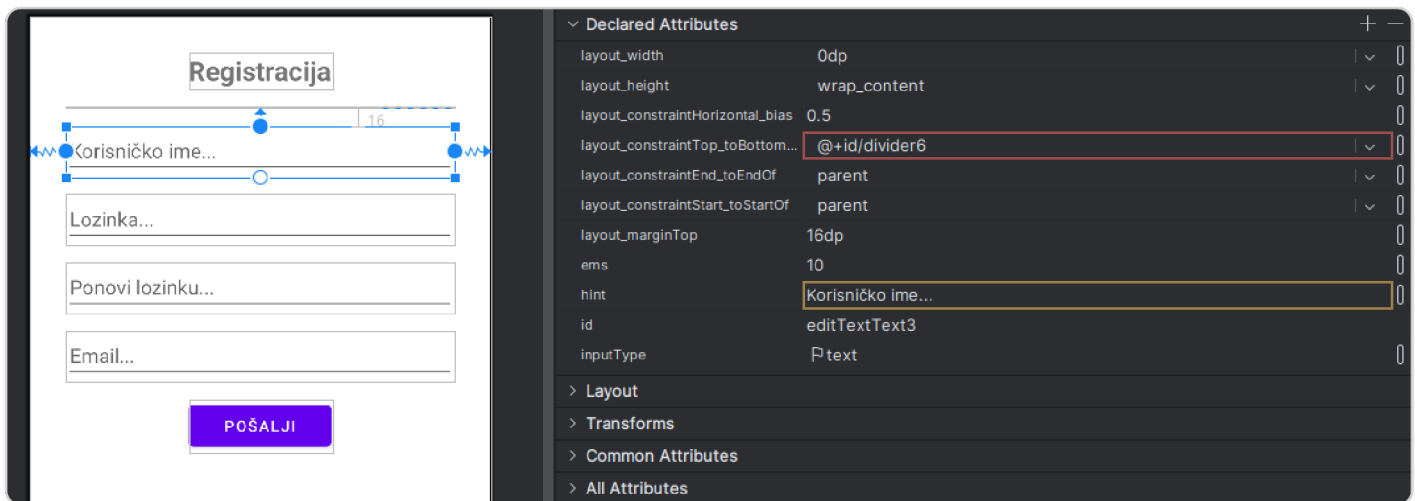 Registracija
16
Korisničko ime...
Lozinka...
Ponovi lozinku...
Email...
POŠALJI
Declared Attributes
layout_width 0dp
layout_height wrap_content
layout_constraintHorizontal_bias 0.5
layout_constraintTop_toBottom... @+id/divider6
layout_constraintEnd_toEndOf parent
layout_constraintStart_toStartOf parent
layout_marginTop 16dp
ems 10
hint Korisničko ime...
id editTextText3
inputType text
Layout
Transforms
Common Attributes
All Attributes